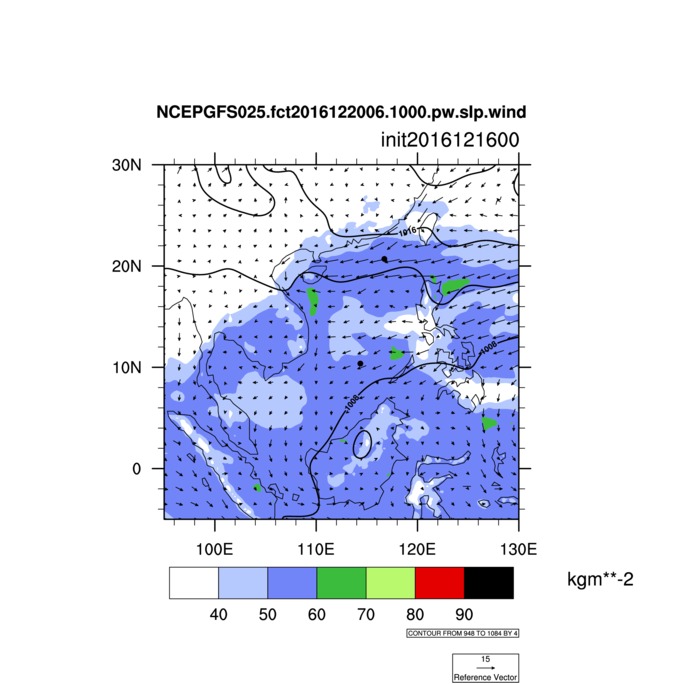 NCEPGFS025.fct2016122006.1000.pw.slp.wind
init2016121600
30N
1016
20N
1008
10N
1008
0
100E 110E 120E 130E
kgm**-2
40 50 60 70 80 90
CONTOUR FROM 948 TO 1084 BY 4
15
Reference Vector